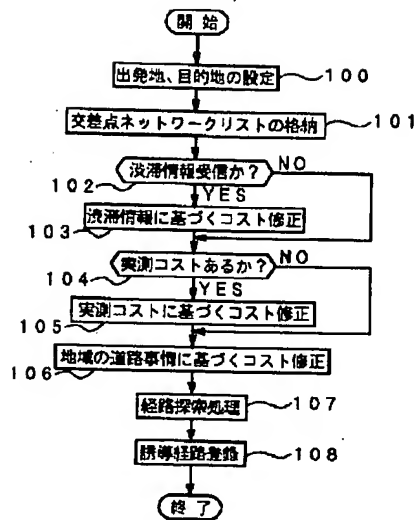 開始
出発地、目的地の設定 100
交差点ネットワークリストの格納 101
渋滞情報受信か? NO
102 YES
渋滞情報に基づくコスト修正
103
実測コストあるか? NO
104 YES
実測コストに基づくコスト修正
105
地域の道路事情に基づくコスト修正
106
経路探索処理 107
誘導経路登録 108
終了